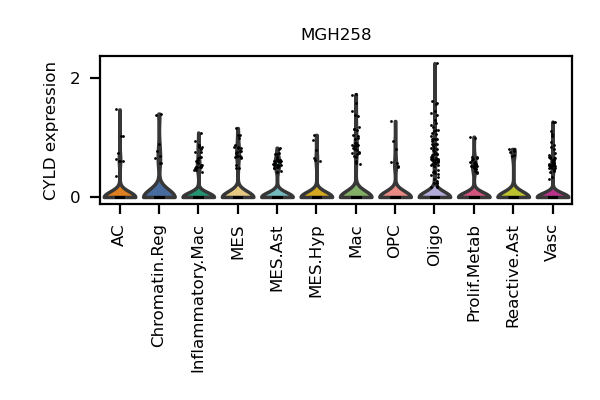 MGH258
CYLD expression
2
0
AC
Chromatin.Reg
Inflammatory.Mac
MES
MES.Ast
MES.Hyp
Mac
OPC
Oligo
Prolif.Metab
Reactive.Ast
Vasc